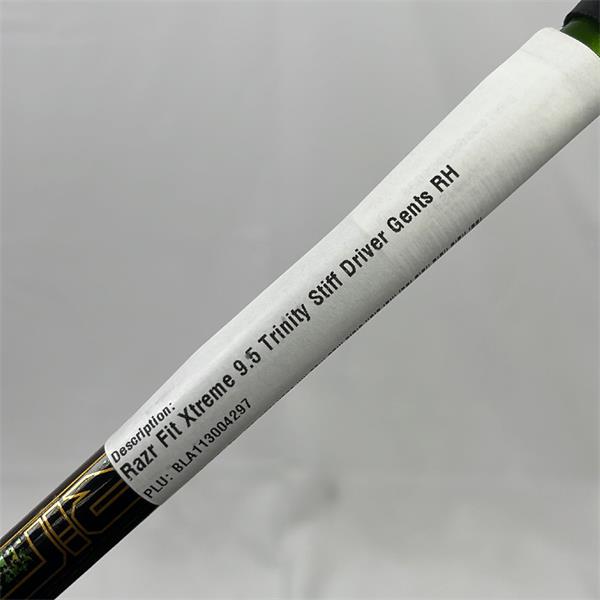 Description:
Razr Fit Xtreme 9.5 Trinity Stiff Driver Gents RH
PLU: BLA113004297